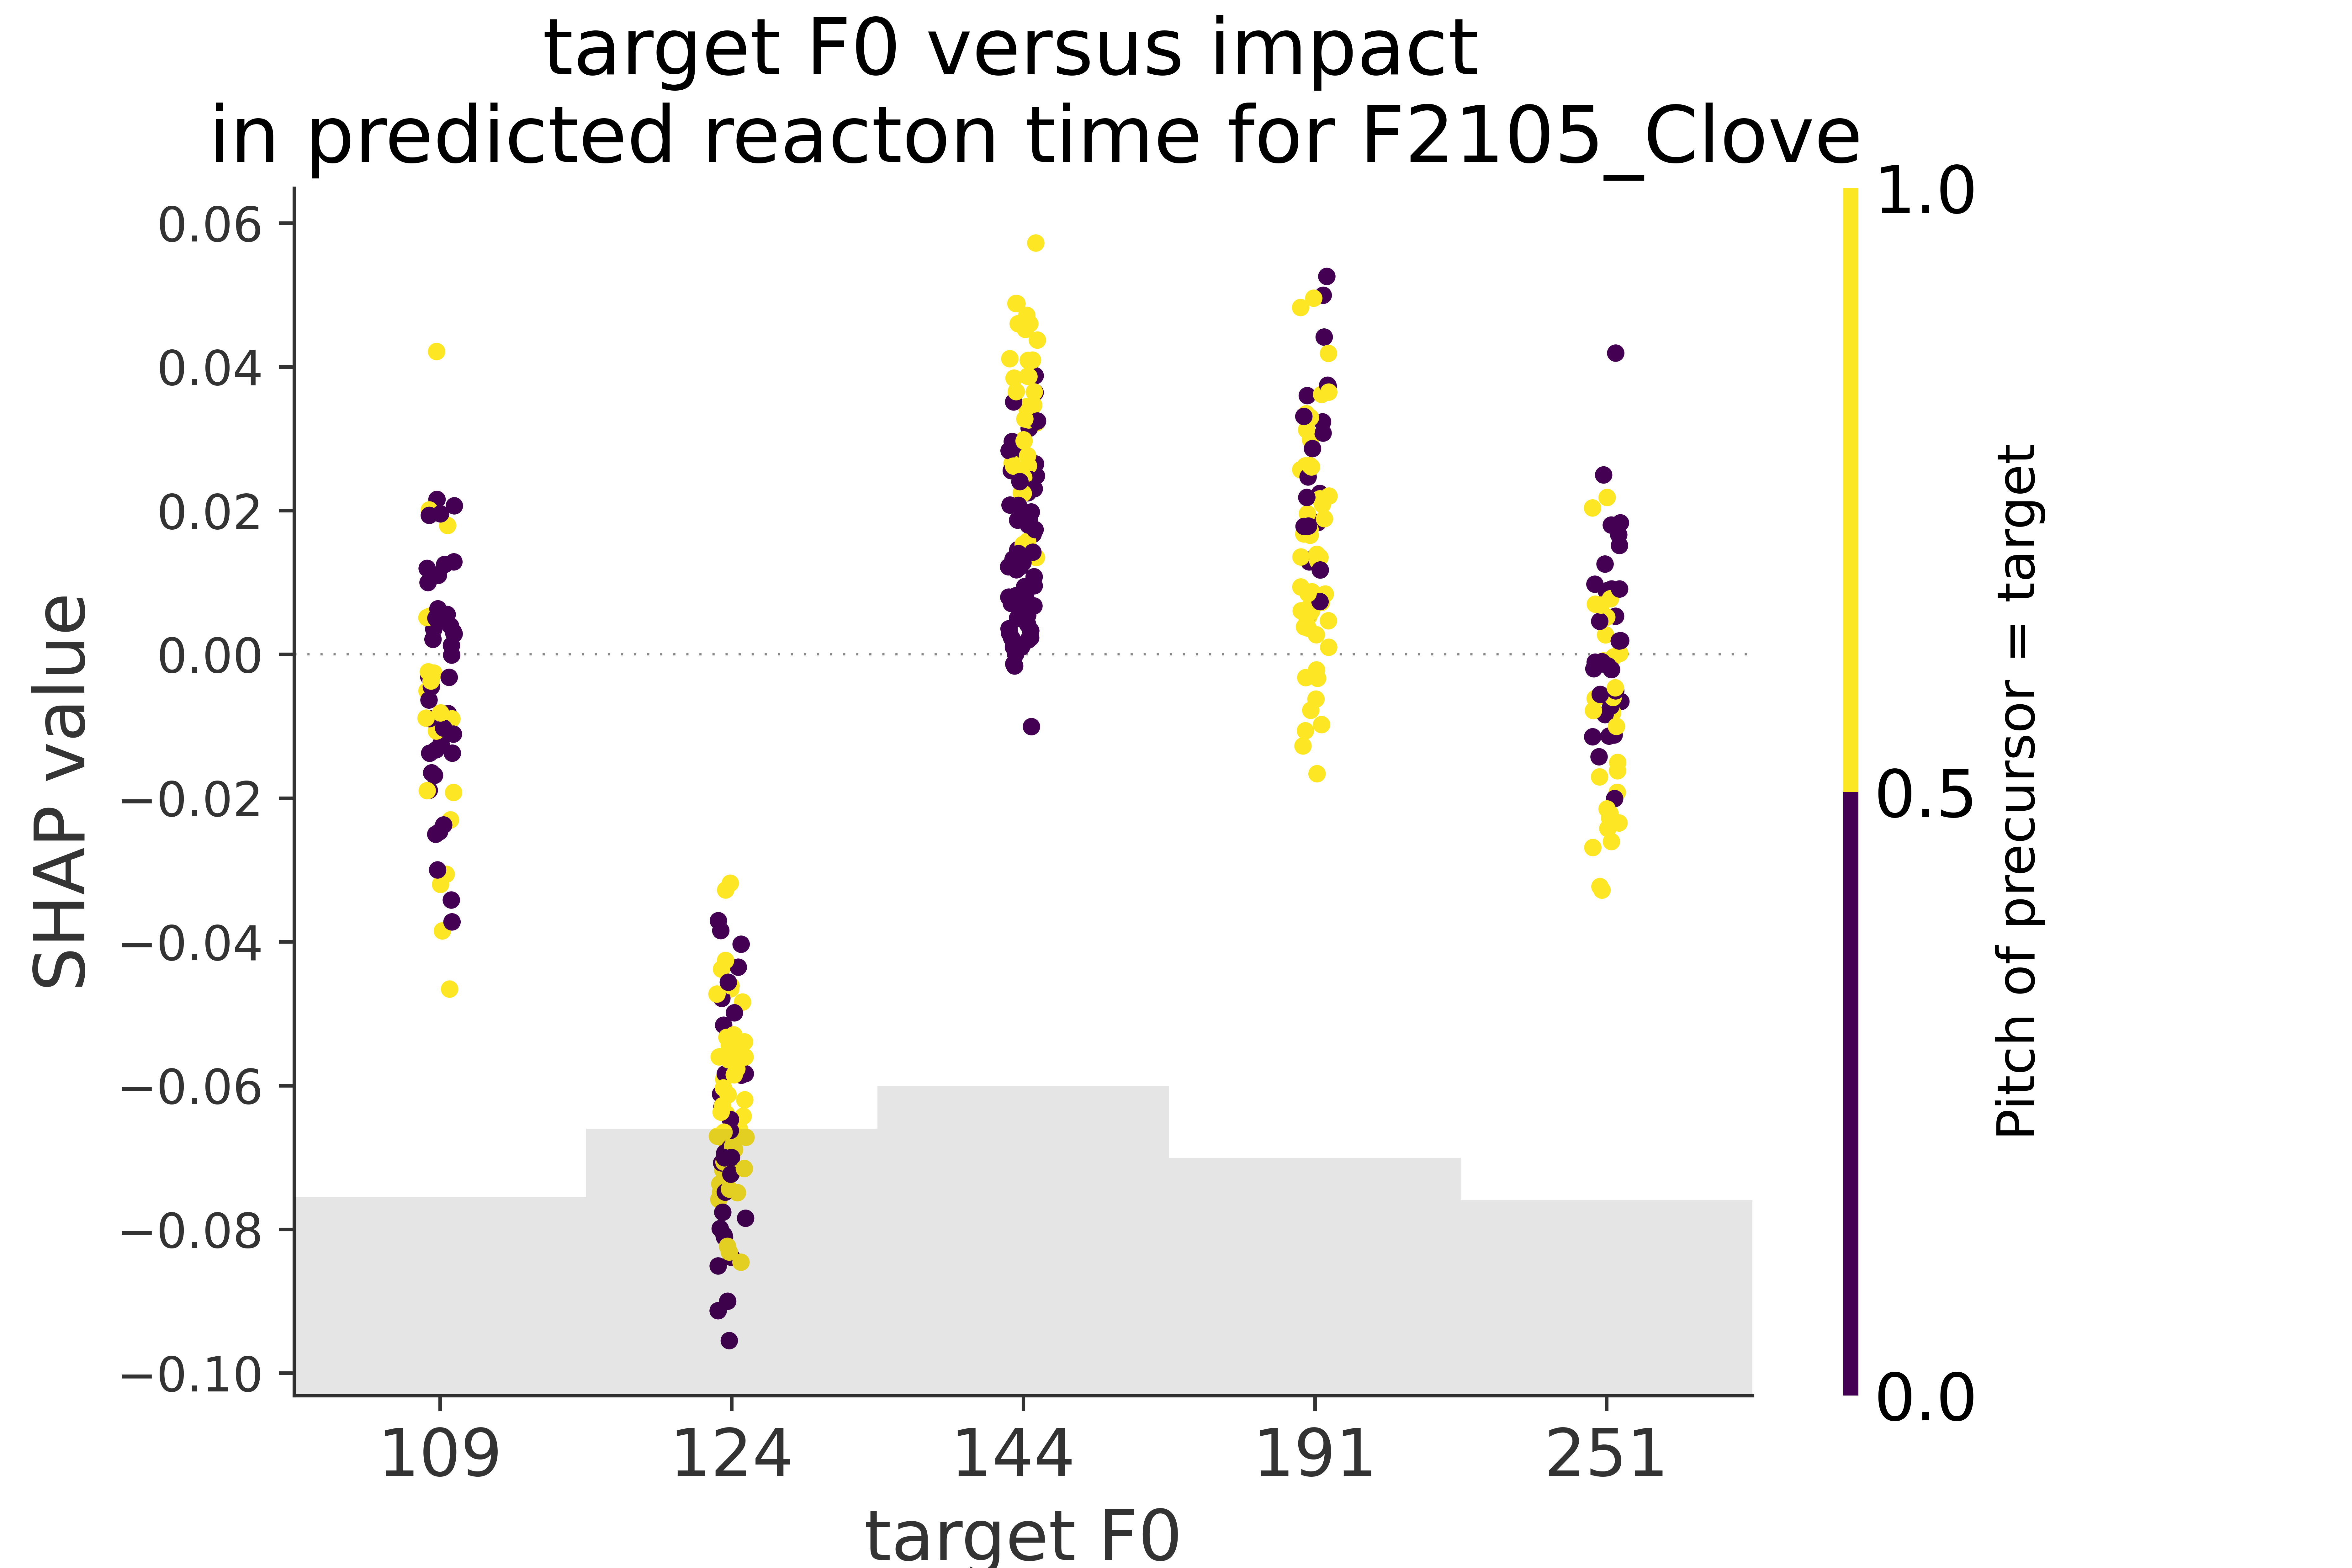 target F0 versus impact
in predicted reacton time for F2105_Clove
SHAP value
0.06
0.04
0.02
0.00
−0.02
−0.04
−0.06
−0.08
−0.10
109 124 144 191 251
target F0
1.0
0.5
0.0
Pitch of precursor = target